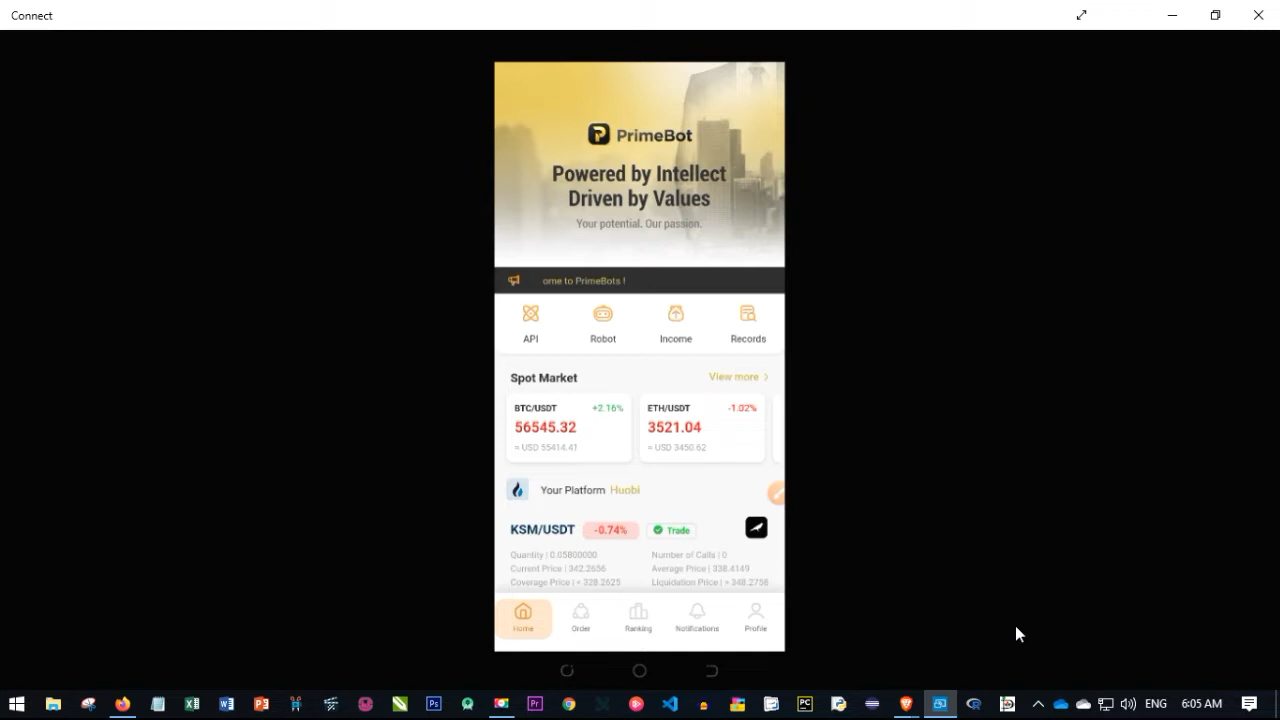 Connect
PrimeBot
Powered by Intellect
Driven by Values
Your potential. Our passion.
ome to PrimeBots !
API
Robot
Income
Records
Spot Market
View more
BTC/USDT +2.16%
56545.32
≈ USD 55414.41
ETH/USDT -1.02%
3521.04
≈ USD 3450.62
Your Platform Huobi
KSM/USDT -0.74% Trade
Quantity | 0.05800000
Number of Calls | 0
Current Price | 342.2656
Average Price | 338.4149
Coverage Price | < 328.2625
Liquidation Price | > 348.2756
Home
Order
Ranking
Notifications
Profile
ENG
6:05 AM